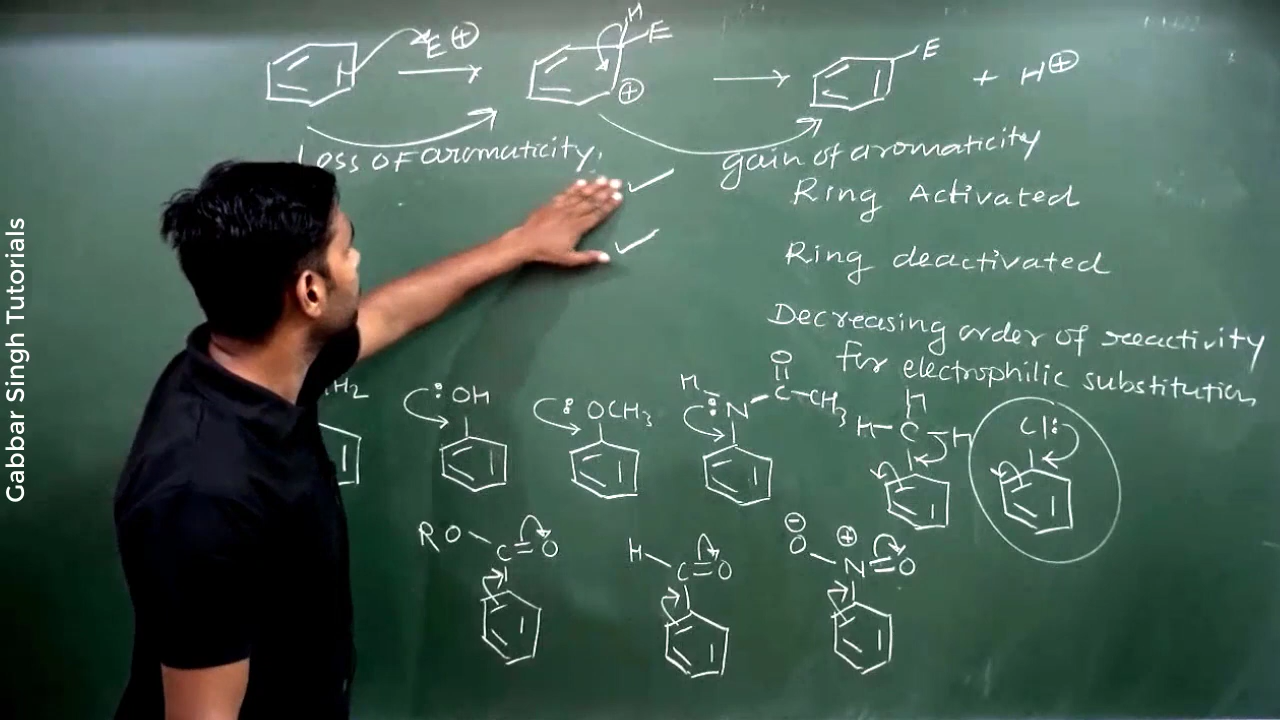 H
E⊕ E E
H ⊕ + H⊕
Loss of aromaticity,
gain of aromaticity
Ring Activated
Ring deactivated
Decreasing order of reactivity
for electrophilic substitution
H2 :OH :OCH3 H :N C O CH3 H C H H Cl:
RO C=O H C=O ⊖O N⊕=O
Gabbar Singh Tutorials